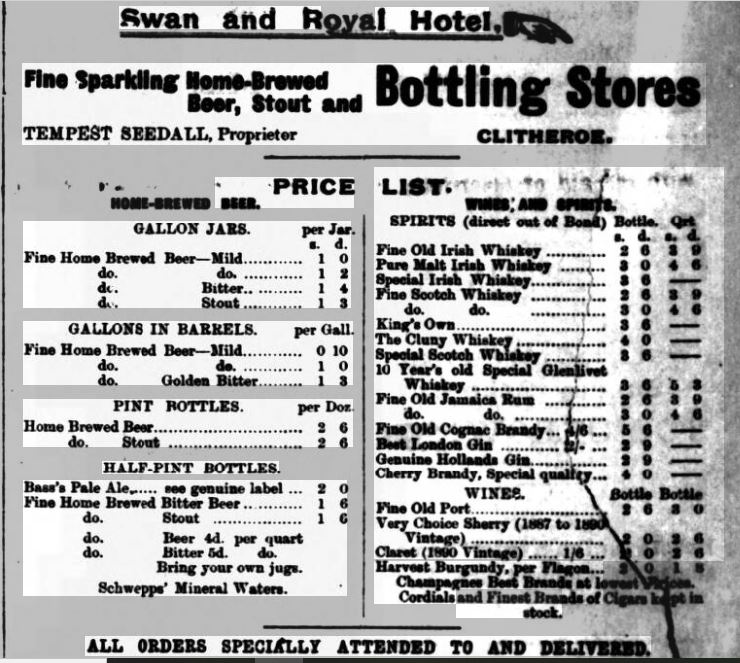 Swan and Royal Hotel,
Fine Sparkling Home-Brewed
Beer, Stout and
Bottling Stores
TEMPEST SEEDALL, Proprietor
CLITHEROE.
PRICE LIST.
HOME-BREWED BEER.
GALLON JARS. per Jar.
s. d.
Fine Home Brewed Beer—Mild........... 1 0
do. do. ........... 1 2
do. Bitter.. ........... 1 4
do. Stout ........... 1 3
GALLONS IN BARRELS. per Gall.
Fine Home Brewed Beer—Mild........... 0 10
do. do. ........... 1 0
do. Golden Bitter........ 1 3
PINT BOTTLES. per Doz.
Home Brewed Beer........................ 2 6
do. Stout ........................ 2 6
HALF-PINT BOTTLES.
Bass's Pale Ale,..... see genuine label ... 2 0
Fine Home Brewed Bitter Beer ......... 1 6
do. Stout ............... 1 6
do. Beer 4d. per quart
do. Bitter 5d. do.
Bring your own jugs.
Schwepps' Mineral Waters.
WINES, AND SPIRITS.
SPIRITS (direct out of Bond) Bottle. Qrt
s. d. s. d.
Fine Old Irish Whiskey ............ 2 6 3 9
Pure Malt Irish Whiskey ......... 3 0 4 6
Special Irish Whiskey............... 3 6 —
Fine Scotch Whiskey ............... 2 6 3 9
do. do. ............... 3 0 4 6
King's Own........................... 3 6 —
The Cluny Whiskey.................. 4 0 —
Special Scotch Whiskey ............ 3 6 —
10 Year's old Special Glenlivet
Whiskey ........................ 3 6 5 3
Fine Old Jamaica Rum ............ 2 6 3 9
do. do. ............... 3 0 4 6
Fine Old Cognac Brandy... 4/6 ... 5 6 —
Best London Gin ...... 2/- ... 2 9 —
Genuine Hollands Gin............... 2 9 —
Cherry Brandy, Special quality... 4 0 —
WINES. Bottle Bottle
Fine Old Port........................ 2 6 3 0
Very Choice Sherry (1887 to 1890
Vintage) ........................ 2 0 2 6
Claret (1890 Vintage) ...... 1/6 ... 2 0 2 6
Harvest Burgundy, per Flagon... 2 0 1 8
Champagnes Best Brands at lowest Prices.
Cordials and Finest Brands of Cigars kept in
stock.
ALL ORDERS SPECIALLY ATTENDED TO AND DELIVERED.